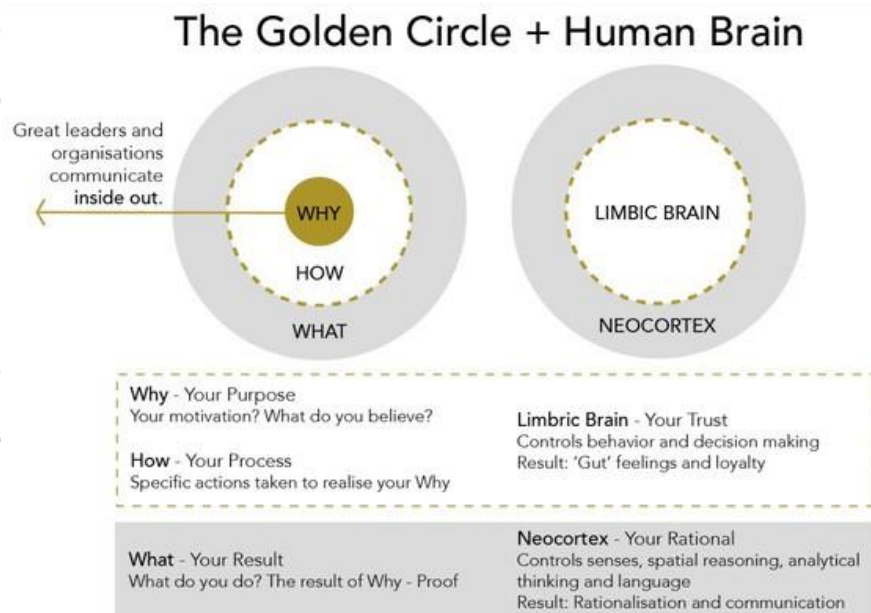 The Golden Circle + Human Brain
Great leaders and
organisations
communicate
inside out.
WHY
HOW
WHAT
LIMBIC BRAIN
NEOCORTEX
Why - Your Purpose
Your motivation? What do you believe?
How - Your Process
Specific actions taken to realise your Why
Limbric Brain - Your Trust
Controls behavior and decision making
Result: ‘Gut’ feelings and loyalty
What - Your Result
What do you do? The result of Why - Proof
Neocortex - Your Rational
Controls senses, spatial reasoning, analytical
thinking and language
Result: Rationalisation and communication